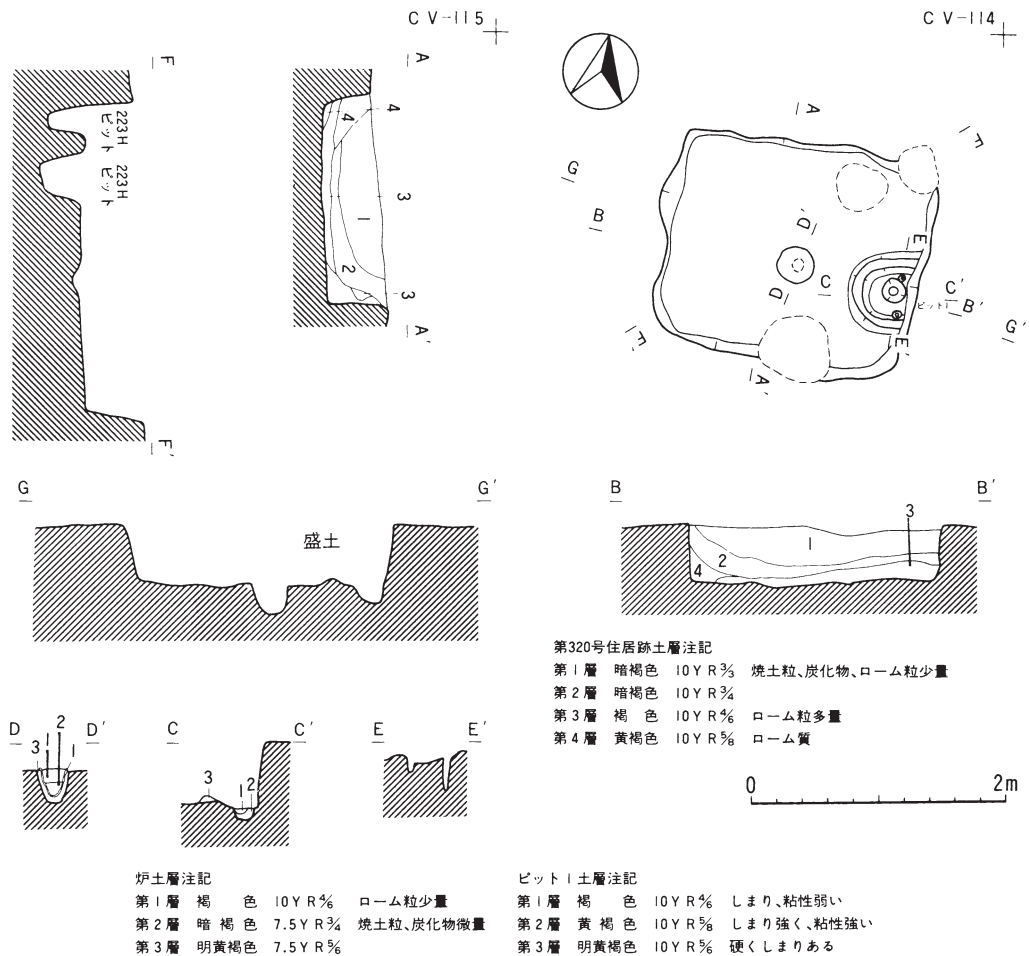 CV-115
CV-114
F
A
223H
ピット
223H
ピット
4
4
3
1
2
3
A'
F'
A
F
G
B
D'
E
D
C
C'
ピット1
B'
G'
E'
F'
A'
G
G'
盛土
B
B'
3
1
2
4
第320号住居跡土層注記
第1層 暗褐色 10YR3/3 焼土粒、炭化物、ローム粒少量
第2層 暗褐色 10YR3/4
第3層 褐色 10YR4/6 ローム粒多量
第4層 黄褐色 10YR5/8 ローム質
D
2
D'
3
1
1
C
C'
3
1
2
E
E'
0
2m
炉土層注記
第1層 褐色 10YR4/6 ローム粒少量
第2層 暗褐色 7.5YR3/4 焼土粒、炭化物微量
第3層 明黄褐色 7.5YR5/6
ピット1土層注記
第1層 褐色 10YR4/6 しまり、粘性弱い
第2層 黄褐色 10YR5/8 しまり強く、粘性強い
第3層 明黄褐色 10YR5/6 硬くしまりある